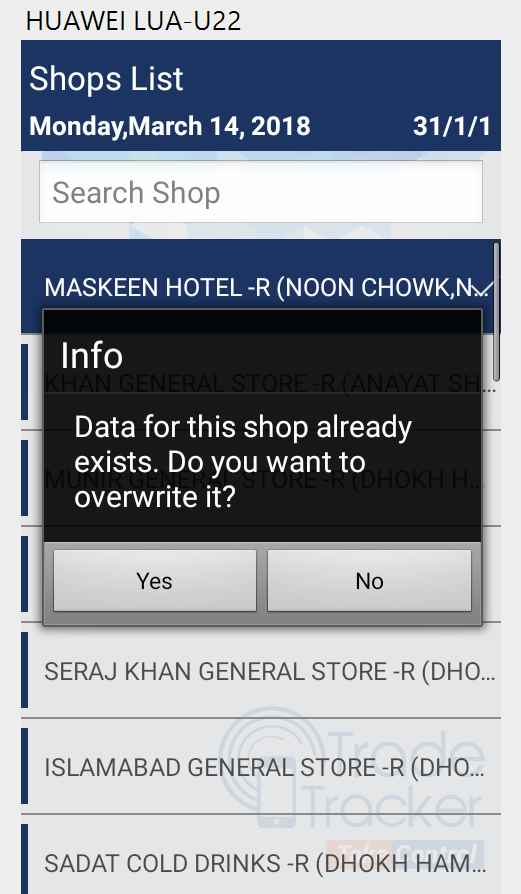 HUAWEI LUA-U22
Shops List
Monday,March 14, 2018 31/1/1
Search Shop
MASKEEN HOTEL -R (NOON CHOWK,N...
Info
KHAN GENERAL STORE -R (ANAYAT SH...
Data for this shop already
exists. Do you want to
MUNIR GENERAL STORE -R (DHOKH H...
overwrite it?
Yes No
SERAJ KHAN GENERAL STORE -R (DHO...
ISLAMABAD GENERAL STORE -R (DHO...
Trade
Tracker
Take Control
SADAT COLD DRINKS -R (DHOKH HAM...